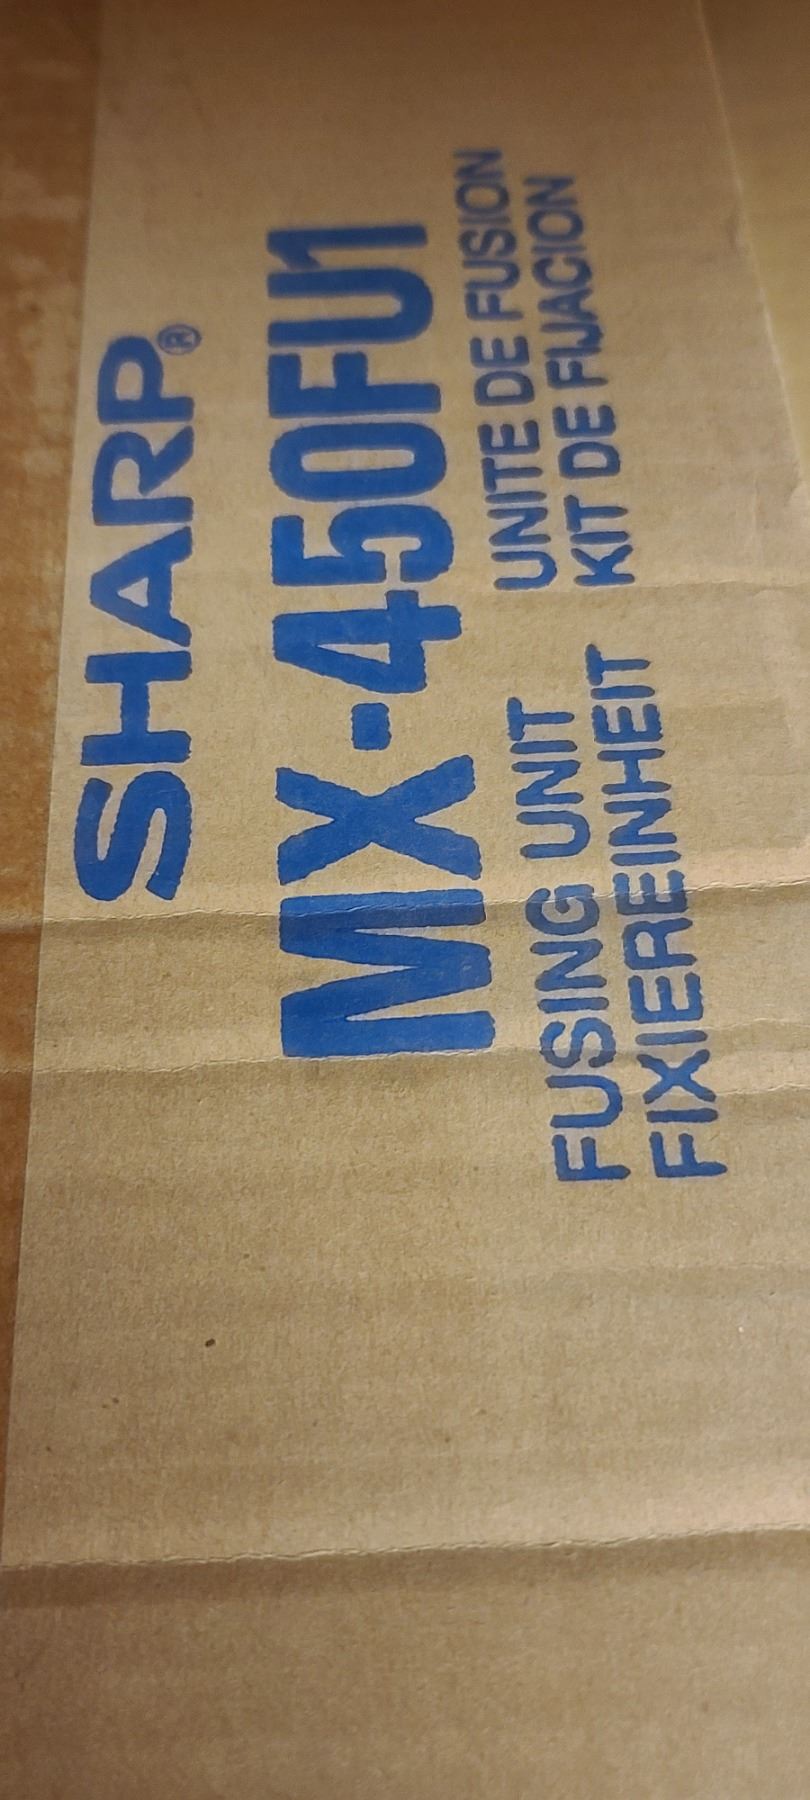 SHARP®
MX-450FU1
FUSING UNIT UNITE DE FUSION
FIXIEREINHEIT KIT DE FIJACION